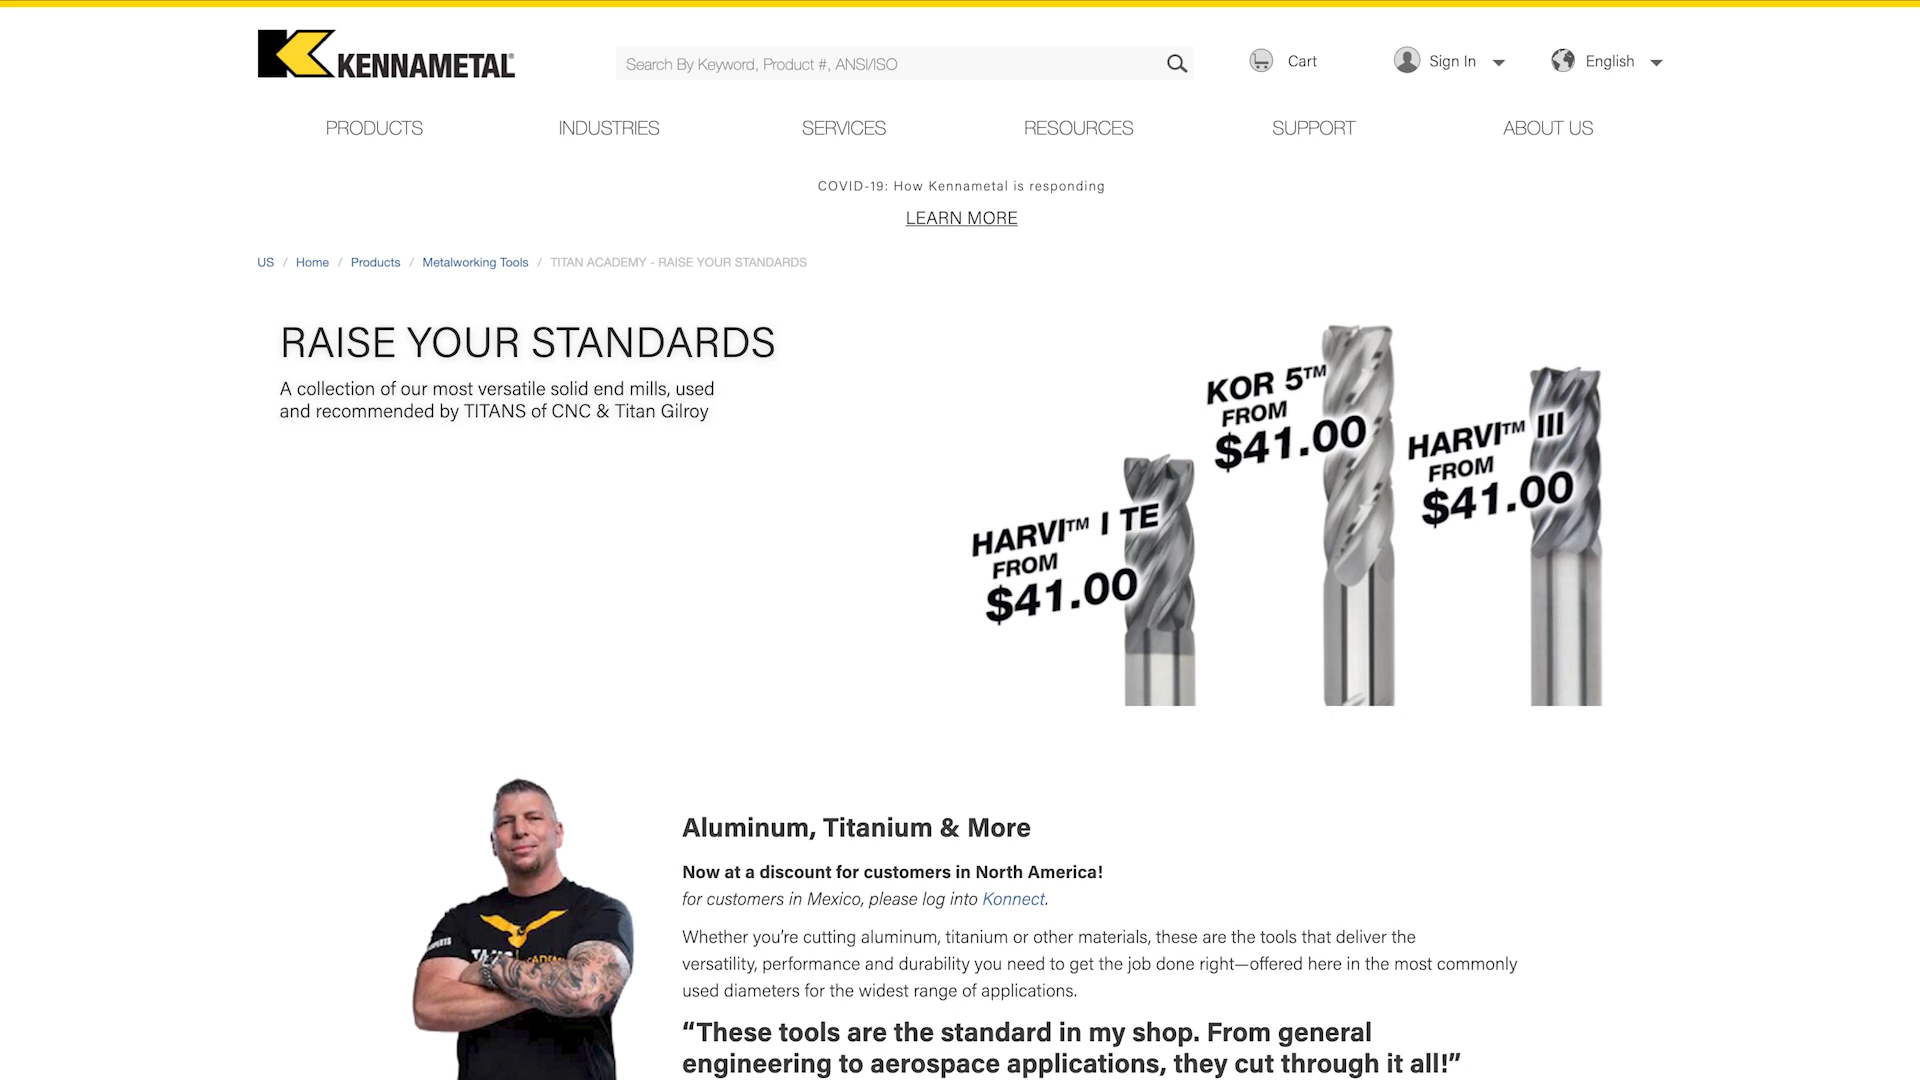 KENNAMETAL®
Search By Keyword, Product #, ANSI/ISO
Cart
Sign In
English
PRODUCTS
INDUSTRIES
SERVICES
RESOURCES
SUPPORT
ABOUT US
COVID-19: How Kennametal is responding
LEARN MORE
US / Home / Products / Metalworking Tools / TITAN ACADEMY - RAISE YOUR STANDARDS
RAISE YOUR STANDARDS
A collection of our most versatile solid end mills, used
and recommended by TITANS of CNC & Titan Gilroy
HARVI™ I TE
FROM
$41.00
KOR 5™
FROM
$41.00
HARVI™ III
FROM
$41.00
Aluminum, Titanium & More
Now at a discount for customers in North America!
for customers in Mexico, please log into Konnect.
Whether you’re cutting aluminum, titanium or other materials, these are the tools that deliver the
versatility, performance and durability you need to get the job done right—offered here in the most commonly
used diameters for the widest range of applications.
“These tools are the standard in my shop. From general
engineering to aerospace applications, they cut through it all!”